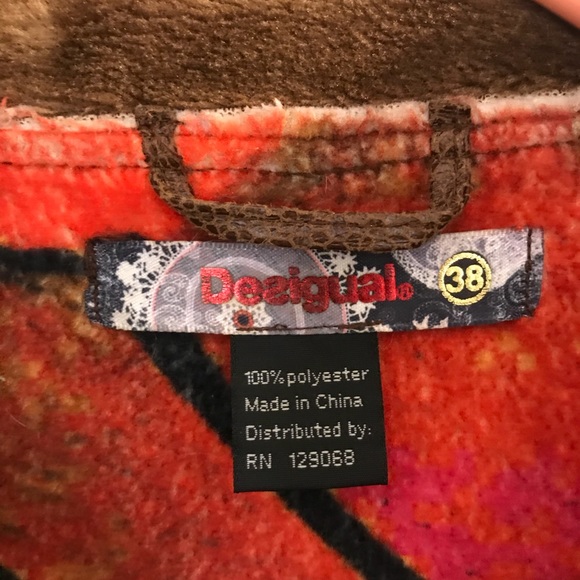 Desigual® 38
100% polyester
Made in China
Distributed by:
RN 129068